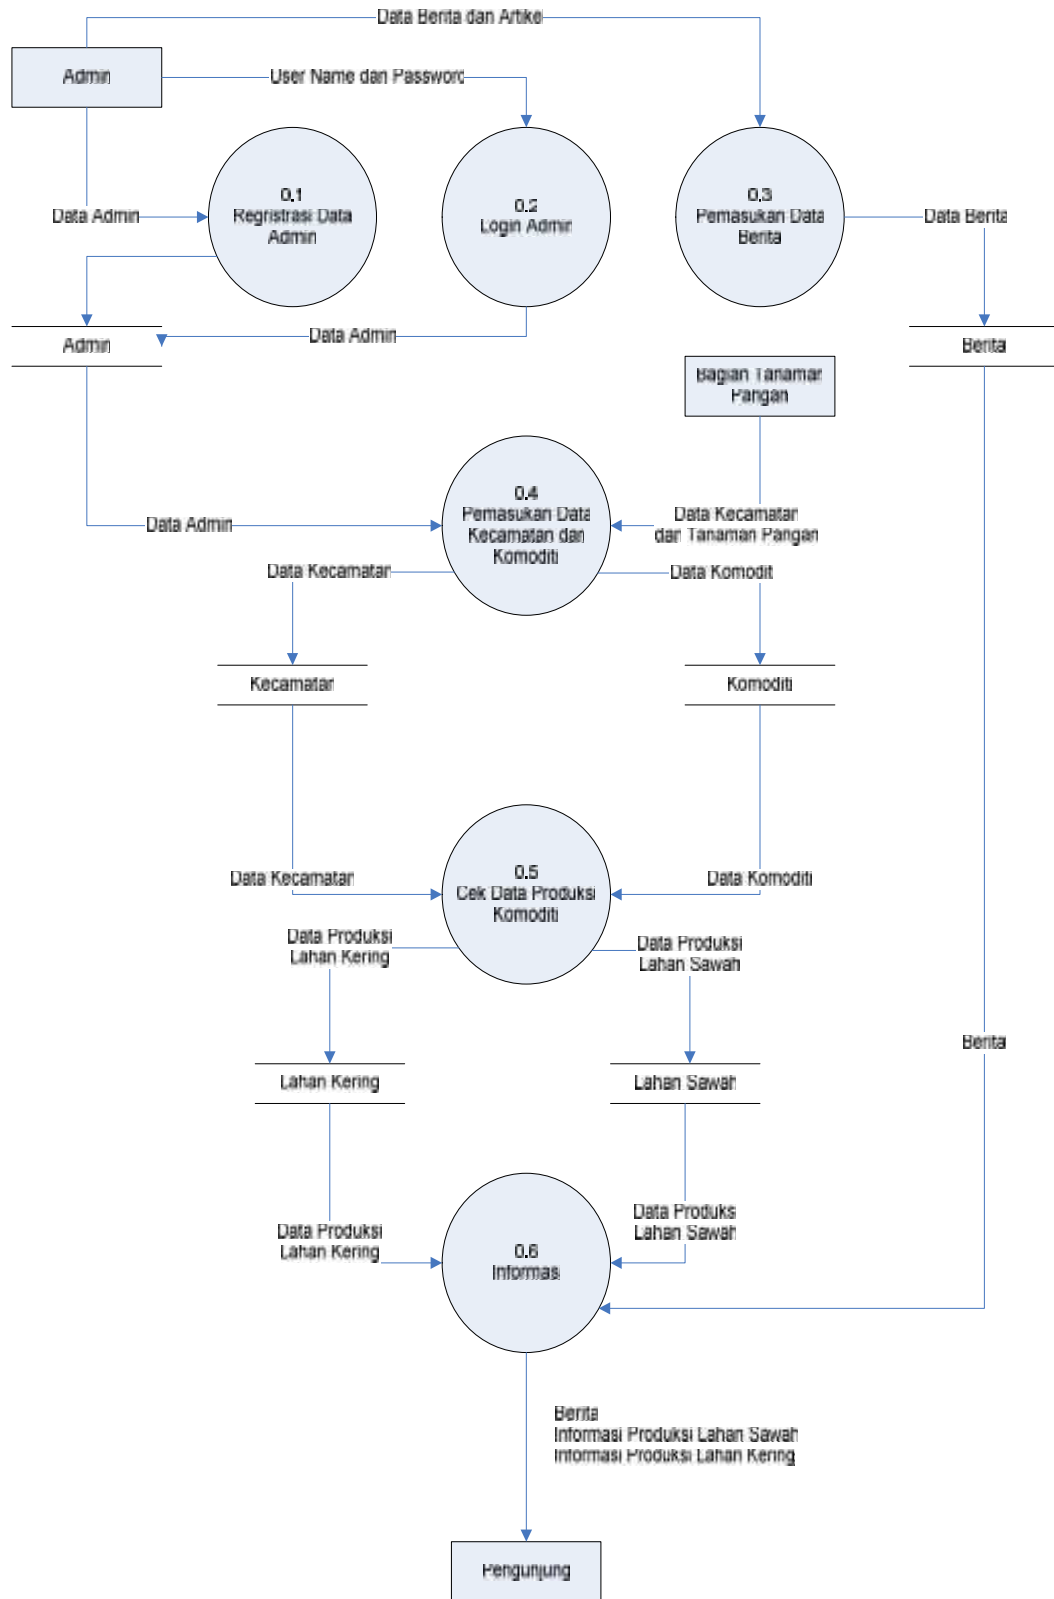 Data Berita dan Artikel
Admin
User Name dan Password
0.1
Regristrasi Data
Admin
0.2
Login Admin
0.3
Pemasukan Data
Berita
Data Admin
Data Berita
Admin
Data Admin
Berita
Bagian Tanaman
Pangan
0.4
Pemasukan Data
Kecamatan dan
Komoditi
Data Admin
Data Kecamatan
dan Tanaman Pangan
Data Kecamatan
Data Komodit
Kecamatan
Komoditi
0.5
Cek Data Produksi
Komoditi
Data Kecamatan
Data Komoditi
Data Produksi
Lahan Kering
Data Produksi
Lahan Sawah
Berita
Lahan Kering
Lahan Sawah
Data Produksi
Lahan Kering
Data Produks
Lahan Sawah
0.6
Informasi
Berita
Informasi Produksi Lahan Sawah
Informasi Produksi Lahan Kering
Pengunjung